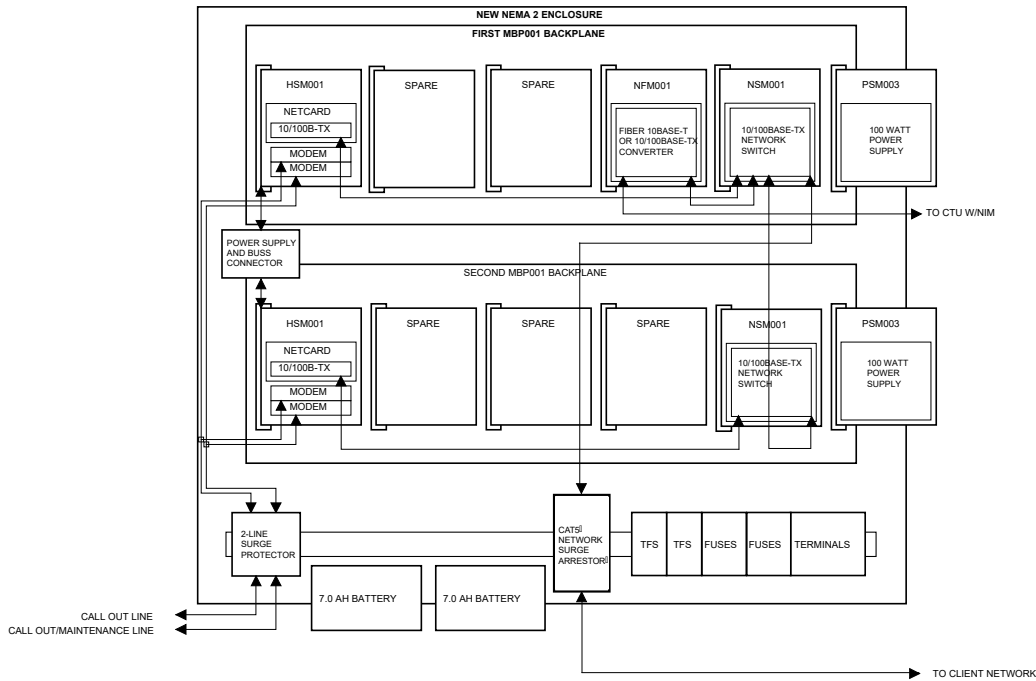 NEW NEMA 2 ENCLOSURE
FIRST MBP001 BACKPLANE
HSM001
NETCARD
10/100B-TX
MODEM
MODEM
SPARE
SPARE
NFM001
FIBER 10BASE-T
OR 10/100BASE-TX
CONVERTER
NSM001
10/100BASE-TX
NETWORK
SWITCH
PSM003
100 WATT
POWER
SUPPLY
TO CTU W/NIM
POWER SUPPLY
AND BUSS
CONNECTOR
SECOND MBP001 BACKPLANE
HSM001
NETCARD
10/100B-TX
MODEM
MODEM
SPARE
SPARE
SPARE
NSM001
10/100BASE-TX
NETWORK
SWITCH
PSM003
100 WATT
POWER
SUPPLY
2-LINE
SURGE
PROTECTOR
CAT5
NETWORK
SURGE
ARRESTOR
TFS
TFS
FUSES
FUSES
TERMINALS
7.0 AH BATTERY
7.0 AH BATTERY
CALL OUT LINE
CALL OUT/MAINTENANCE LINE
TO CLIENT NETWORK